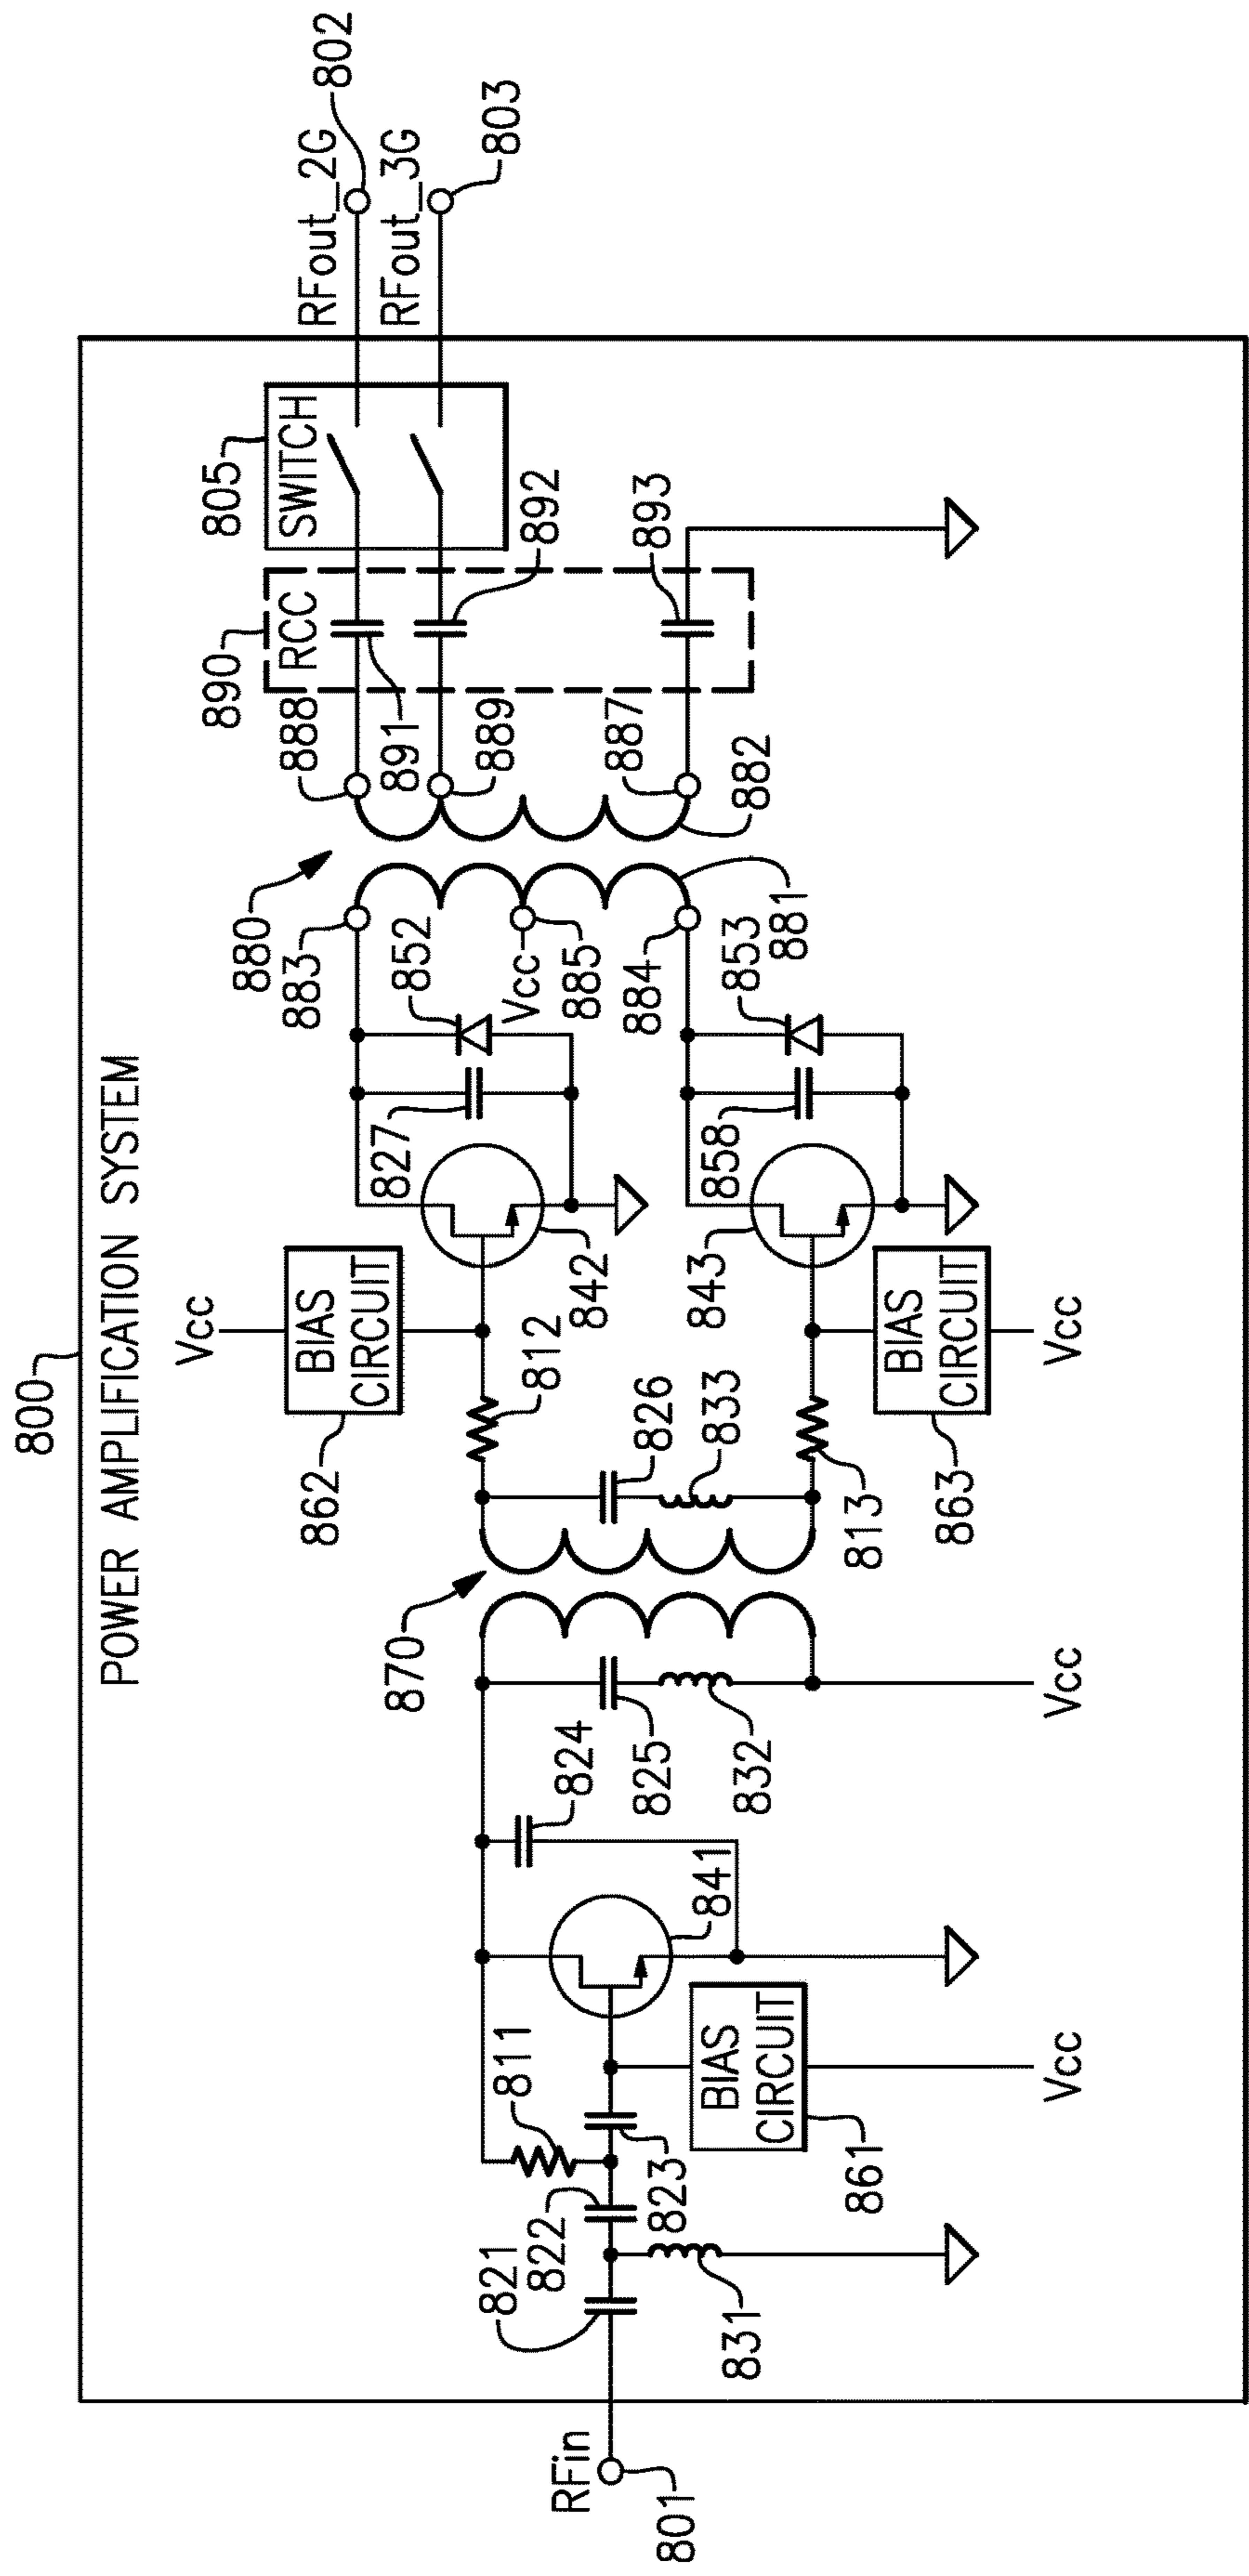 800
POWER AMPLIFICATION SYSTEM
RFin
801
821
822
831
811
823
BIAS
CIRCUIT
861
Vcc
841
824
825
832
Vcc
870
826
833
812
813
Vcc
BIAS
CIRCUIT
862
BIAS
CIRCUIT
863
Vcc
842
843
827
858
852
853
880
883
Vcc
885
884
881
882
888
889
887
890
RCC
891
892
893
805
SWITCH
RFout_2G
802
RFout_3G
803